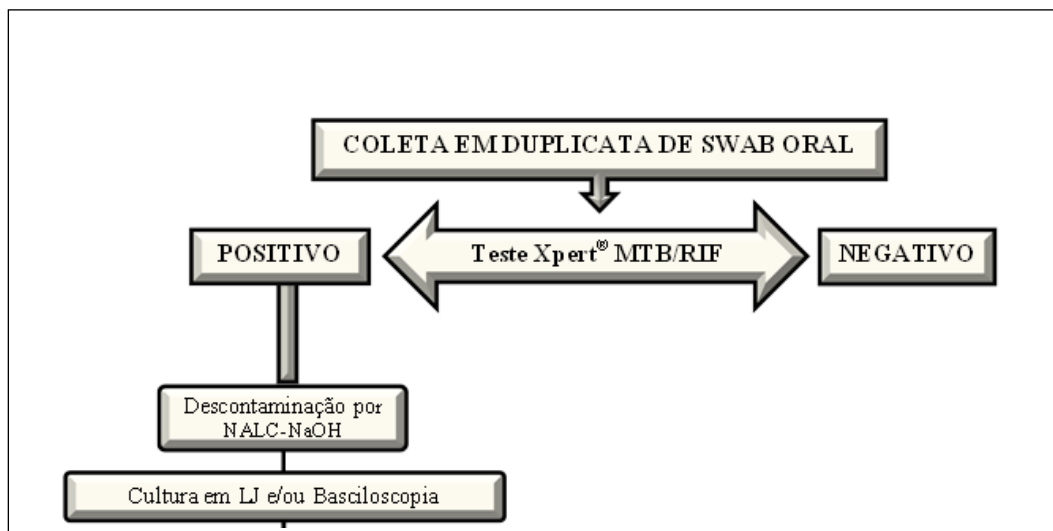 COLETA EM DUPLICATA DE SWAB ORAL
POSITIVO
Teste Xpert® MTB/RIF
NEGATIVO
Descontaminação por
NALC-NaOH
Cultura em LJ e/ou Basciloscopia